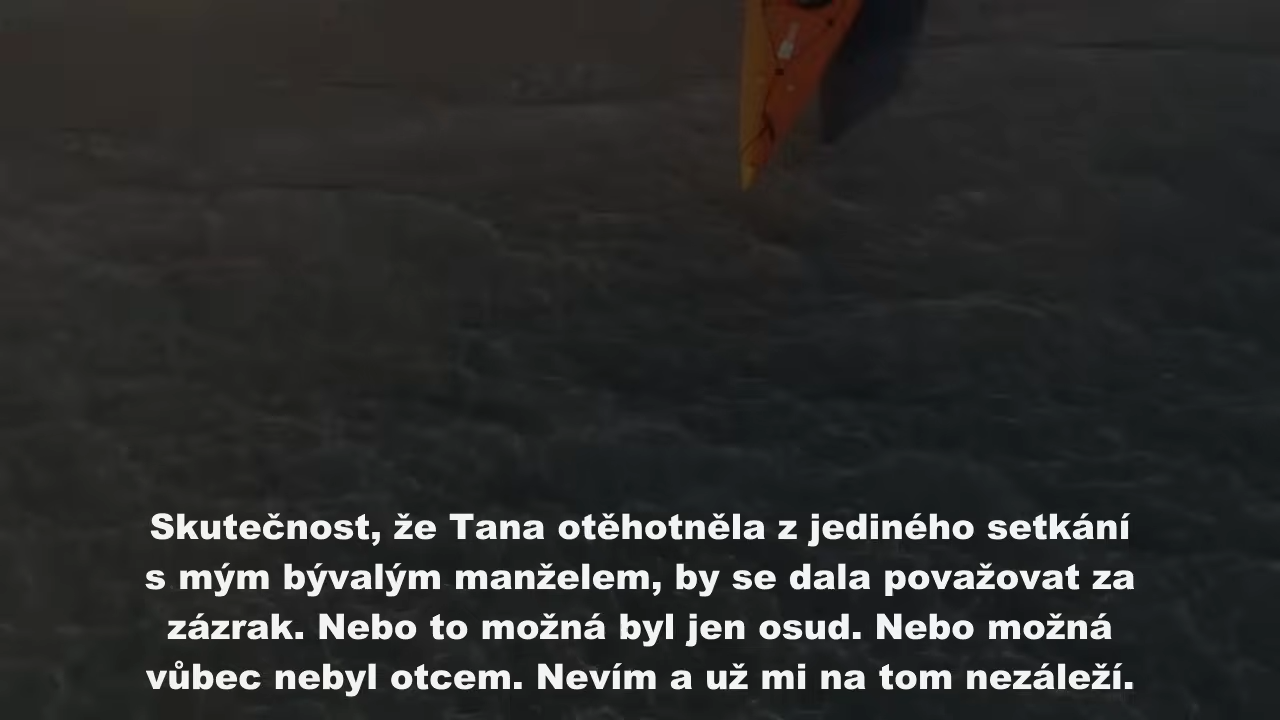 Skutečnost, že Tana otěhotněla z jediného setkání
s mým bývalým manželem, by se dala považovat za
zázrak. Nebo to možná byl jen osud. Nebo možná
vůbec nebyl otcem. Nevím a už mi na tom nezáleží.